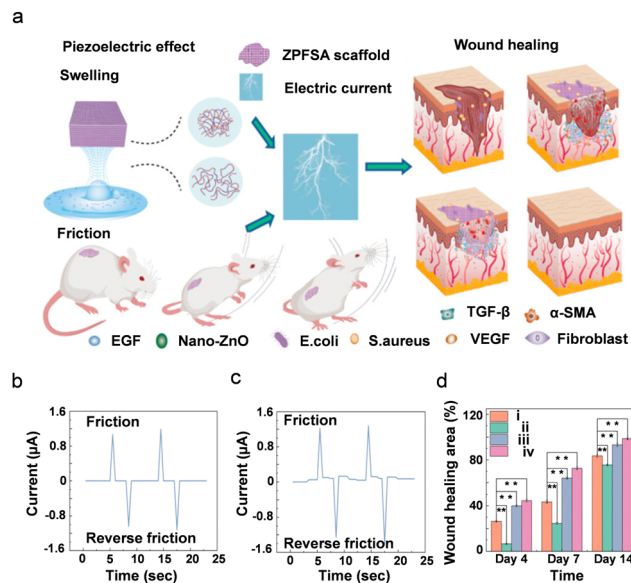 a
Piezoelectric effect
Swelling
ZPFSA scaffold
Electric current
Wound healing
Friction
TGF-β
α-SMA
EGF
Nano-ZnO
E.coli
S.aureus
VEGF
Fibroblast
b
1.6
0.8
0
-0.8
-1.6
Current (μA)
Friction
Reverse friction
0 5 10 15 20 25
Time (sec)
c
1.6
0.8
0
-0.8
-1.6
Current (μA)
Friction
Reverse friction
0 5 10 15 20 25
Time (sec)
d
Wound healing area (%)
120
80
40
0
i
ii
iii
iv
* *
* *
**
* *
* *
**
* *
* *
**
Day 4 Day 7 Day 14
Time